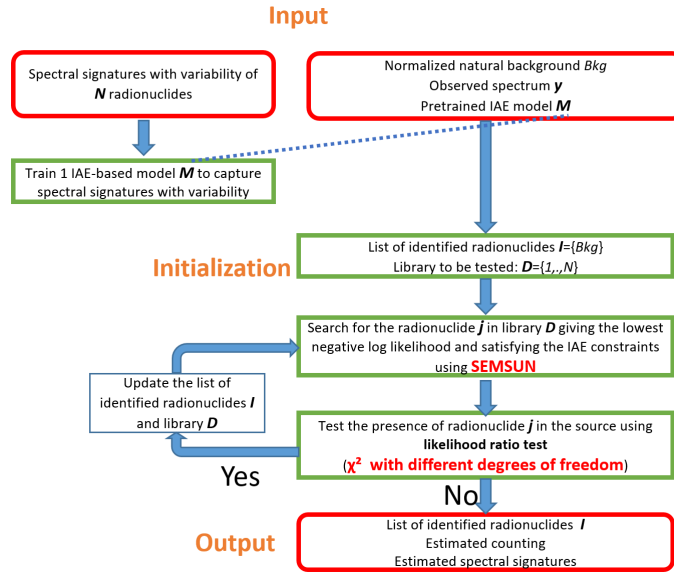 Input
Spectral signatures with variability of
N radionuclides
Normalized natural background Bkg
Observed spectrum y
Pretrained IAE model M
Train 1 IAE-based model M to capture
spectral signatures with variability
Initialization
List of identified radionuclides I={Bkg}
Library to be tested: D={1,.,N}
Search for the radionuclide j in library D giving the lowest
negative log likelihood and satisfying the IAE constraints
using SEMSUN
Update the list of
identified radionuclides I
and library D
Test the presence of radionuclide j in the source using
likelihood ratio test
(χ² with different degrees of freedom)
Yes
No
Output
List of identified radionuclides I
Estimated counting
Estimated spectral signatures